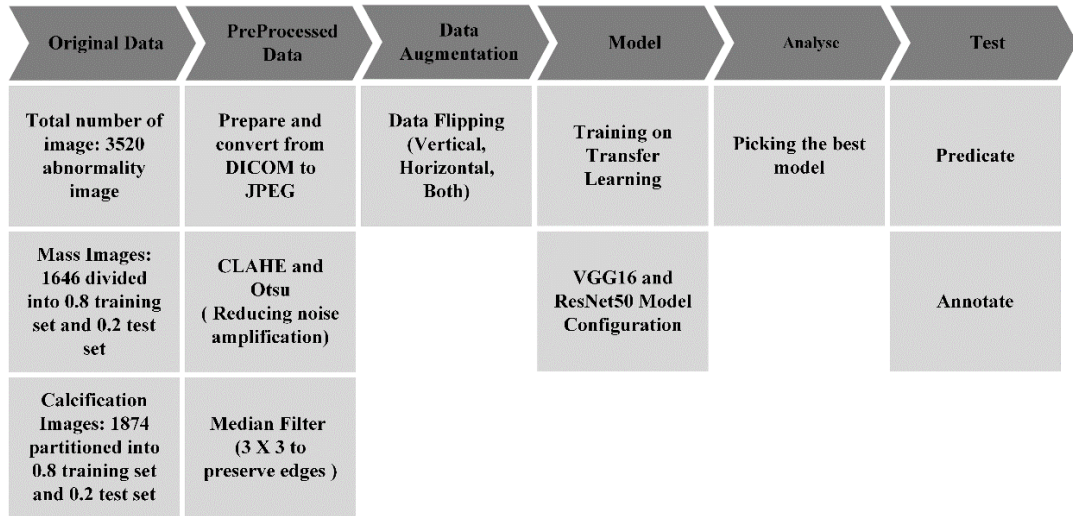 Original Data
PreProcessed
Data
Data
Augmentation
Model
Analyse
Test
Total number of
image: 3520
abnormality
image
Prepare and
convert from
DICOM to
JPEG
Data Flipping
(Vertical,
Horizontal,
Both)
Training on
Transfer
Learning
Picking the best
model
Predicate
Mass Images:
1646 divided
into 0.8 training
set and 0.2 test
set
CLAHE and
Otsu
( Reducing noise
amplification)
VGG16 and
ResNet50 Model
Configuration
Annotate
Calcification
Images: 1874
partitioned into
0.8 training set
and 0.2 test set
Median Filter
(3 X 3 to
preserve edges )